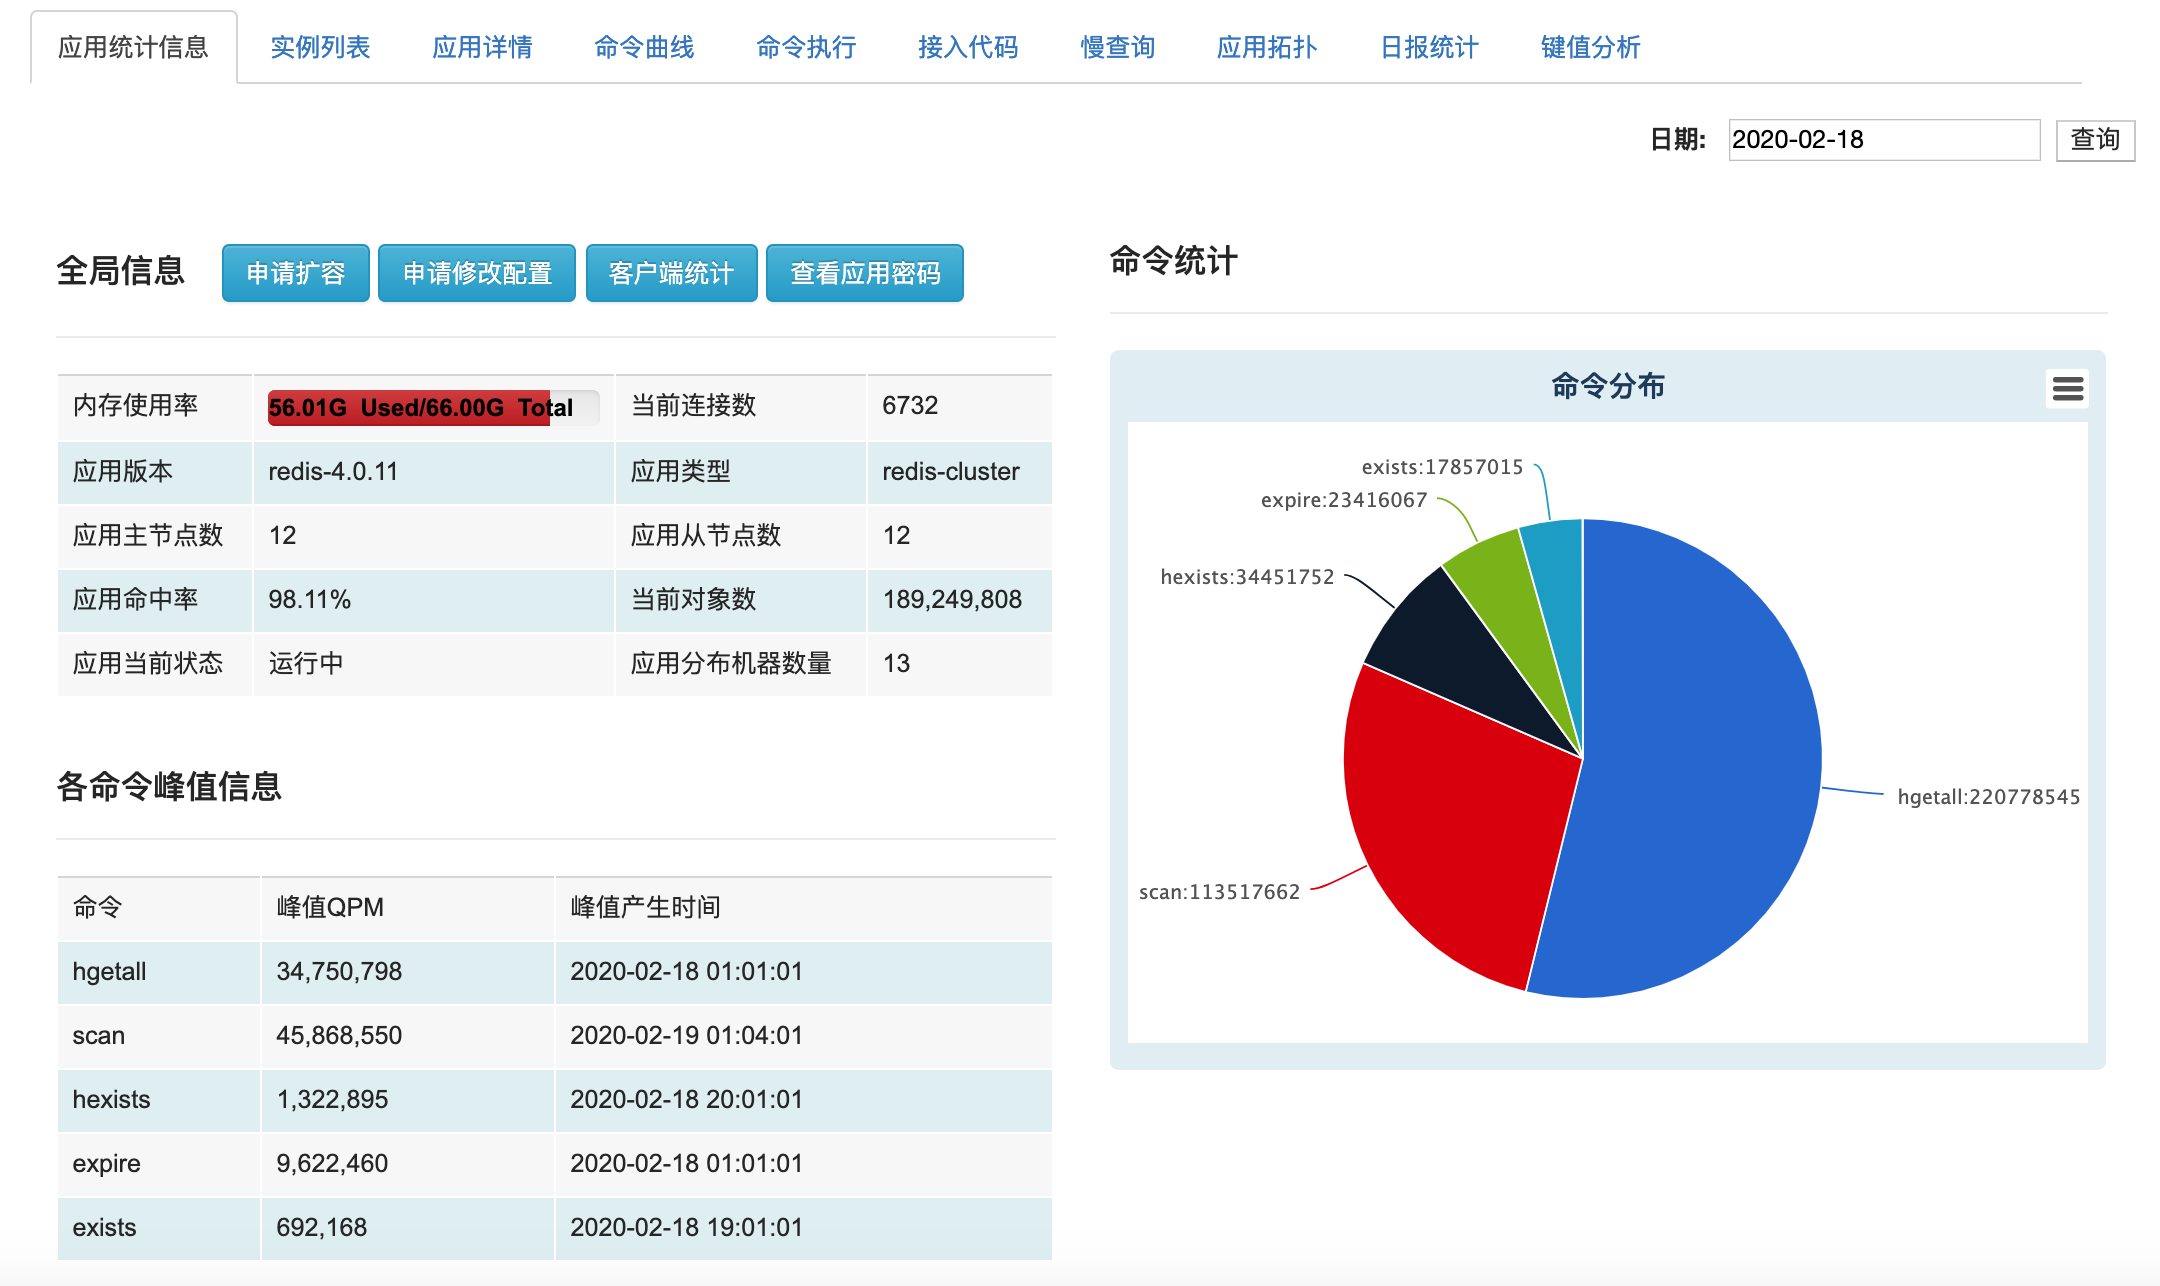 应用统计信息 实例列表 应用详情 命令曲线 命令执行 接入代码 慢查询 应用拓扑 日报统计 键值分析
日期: 2020-02-18 查询
全局信息 申请扩容 申请修改配置 客户端统计 查看应用密码
内存使用率 56.01G Used/66.00G Total 当前连接数 6732
应用版本 redis-4.0.11 应用类型 redis-cluster
应用主节点数 12 应用从节点数 12
应用命中率 98.11% 当前对象数 189,249,808
应用当前状态 运行中 应用分布机器数量 13
各命令峰值信息
命令 峰值QPM 峰值产生时间
hgetall 34,750,798 2020-02-18 01:01:01
scan 45,868,550 2020-02-19 01:04:01
hexists 1,322,895 2020-02-18 20:01:01
expire 9,622,460 2020-02-18 01:01:01
exists 692,168 2020-02-18 19:01:01
命令统计
命令分布
exists:17857015
expire:23416067
hexists:34451752
hgetall:220778545
scan:113517662